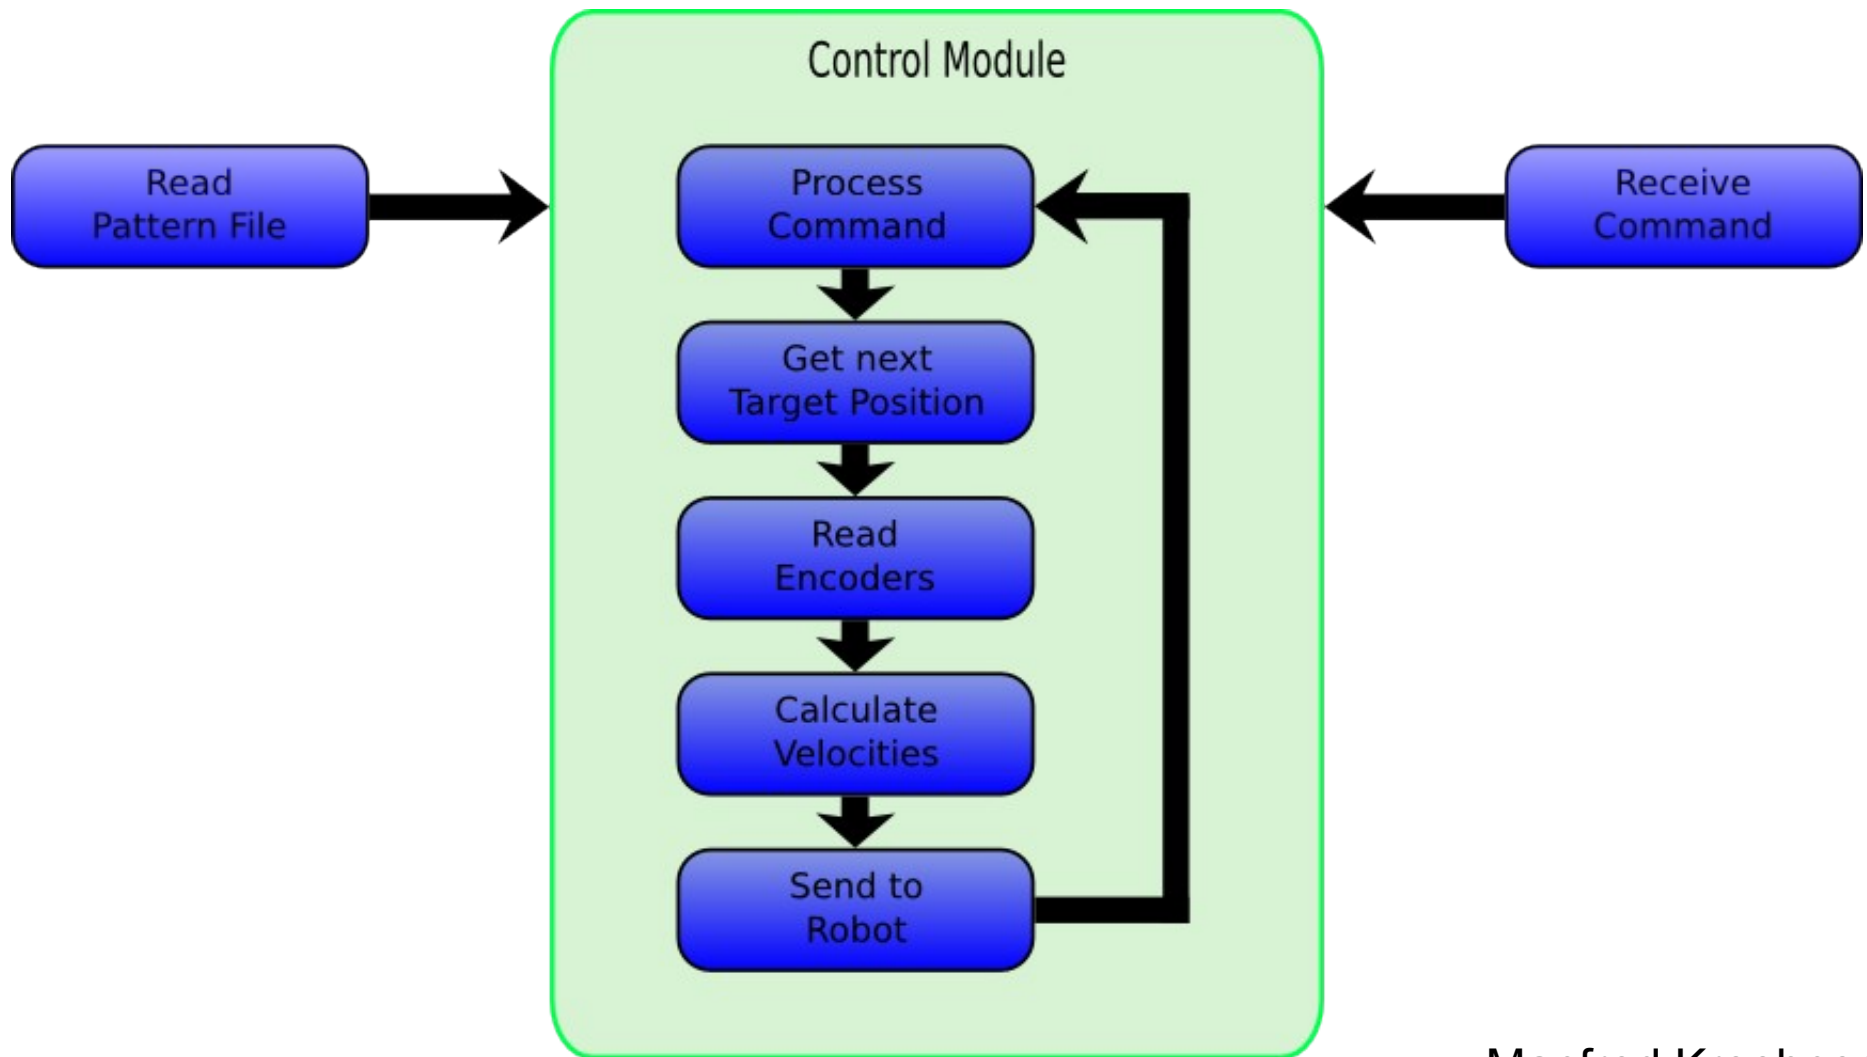 Control Module
Read
Pattern File
Process
Command
Receive
Command
Get next
Target Position
Read
Encoders
Calculate
Velocities
Send to
Robot
Manfred